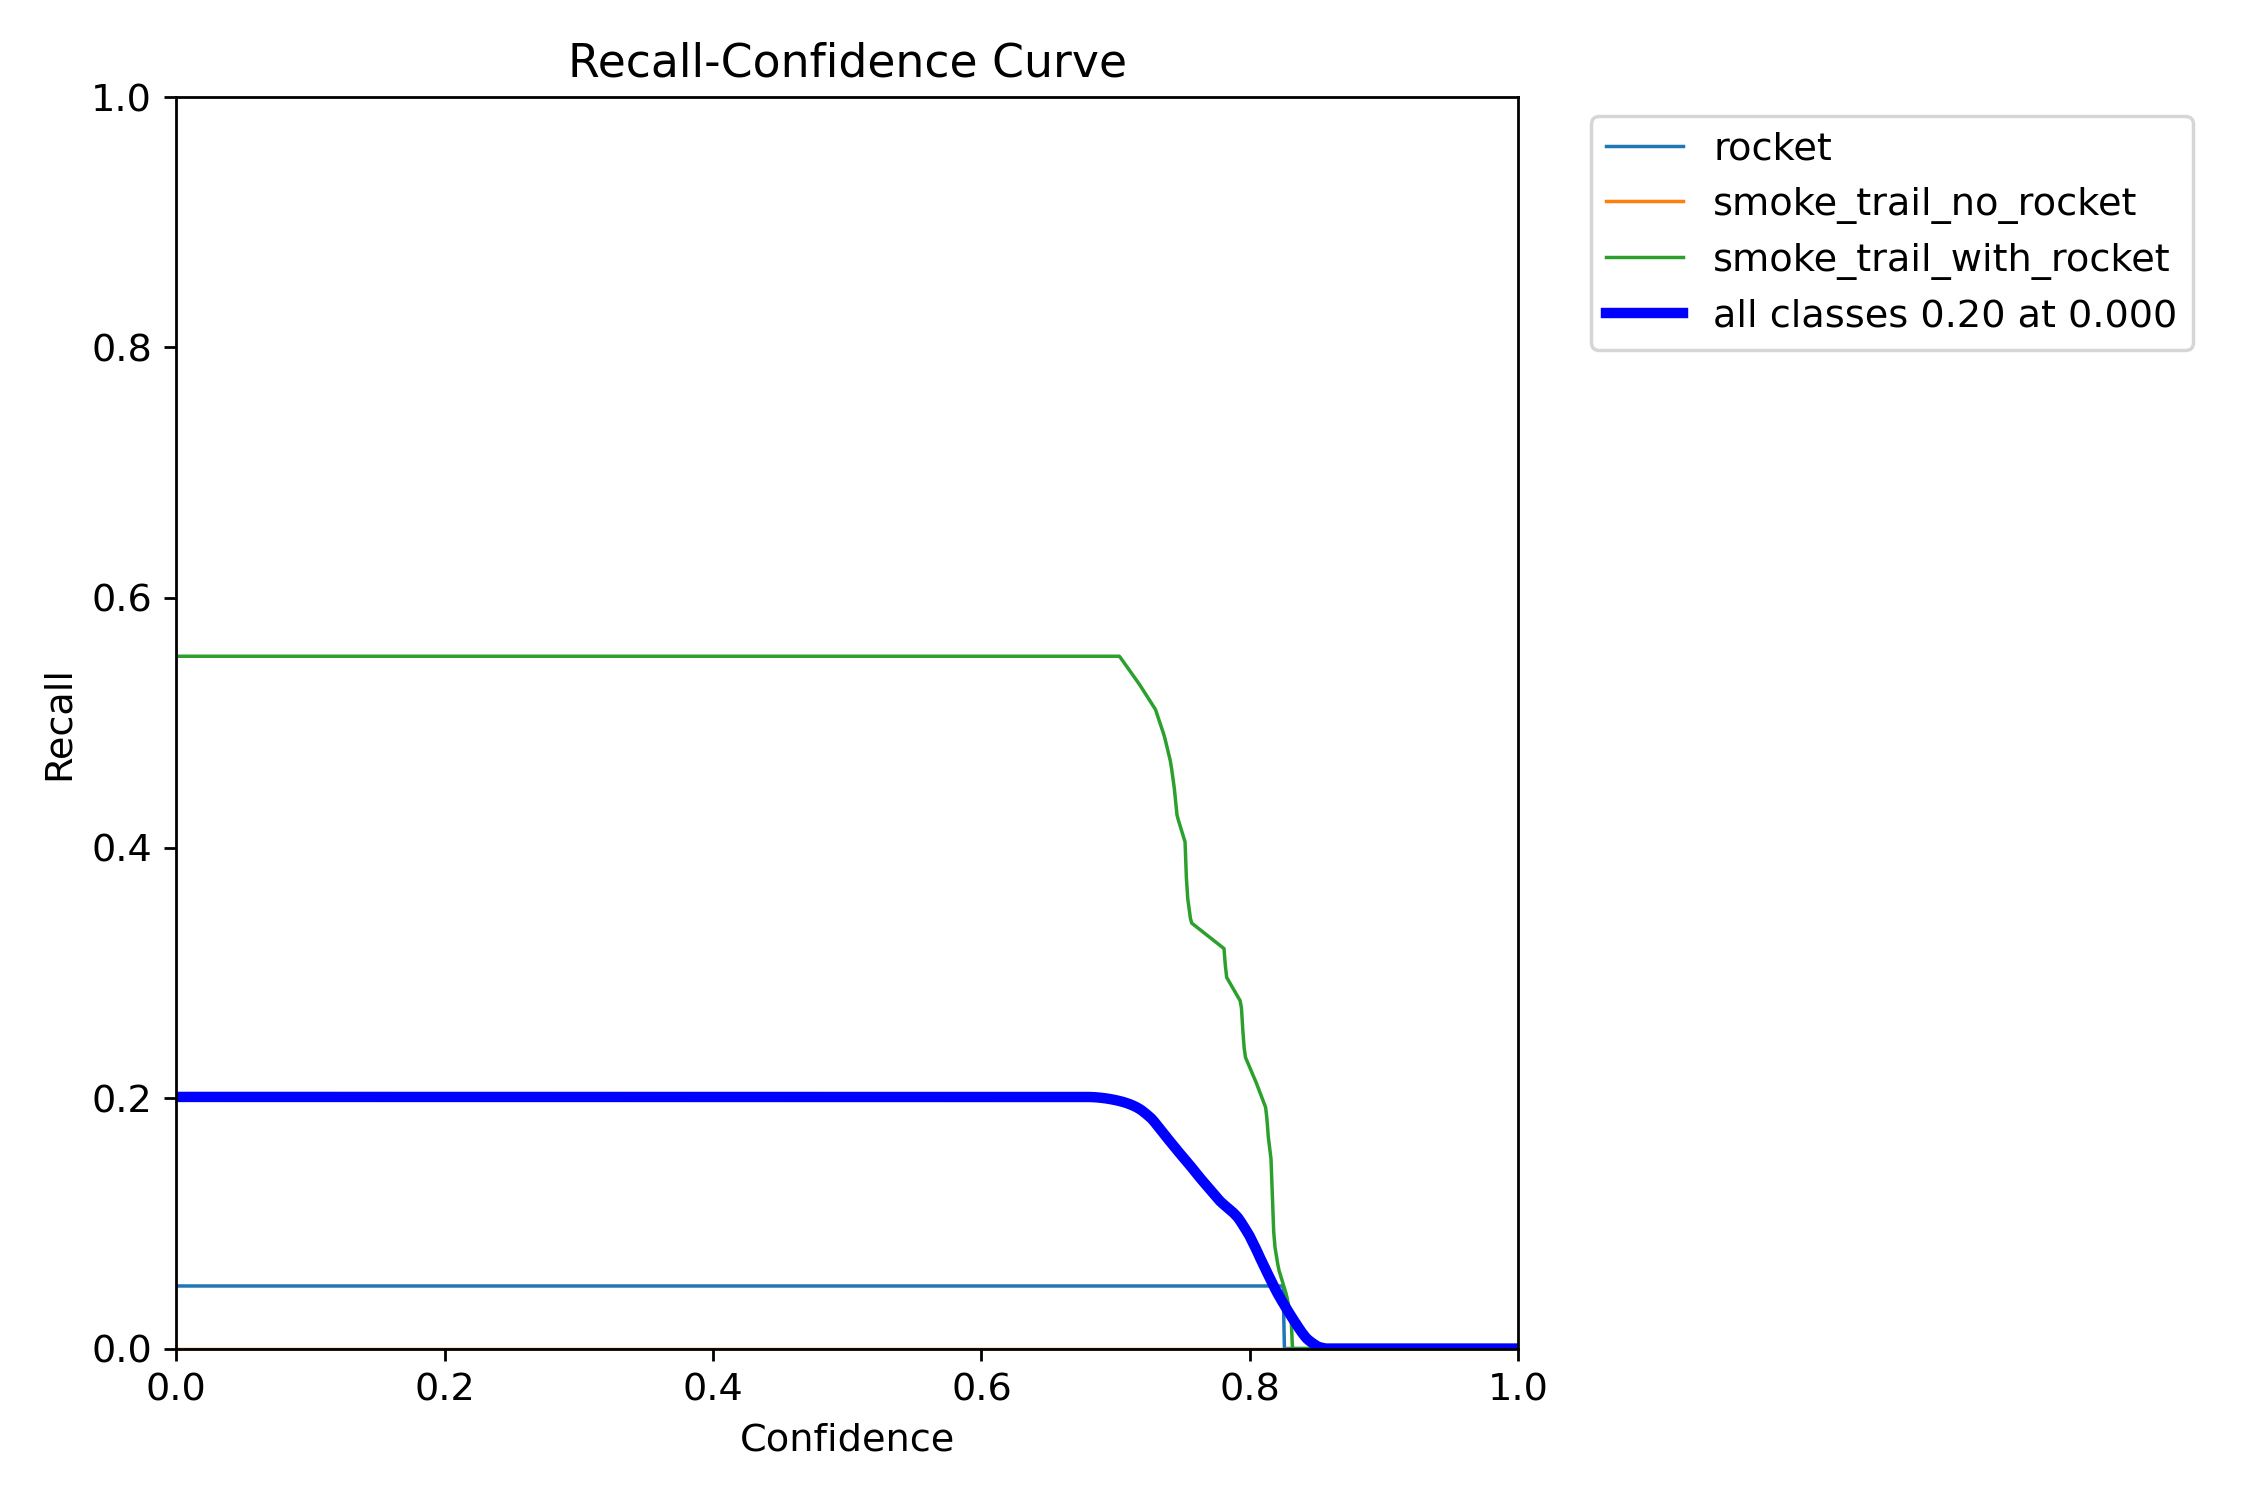 Recall-Confidence Curve
1.0
0.8
0.6
0.4
0.2
0.0
Recall
0.0 0.2 0.4 0.6 0.8 1.0
Confidence
rocket
smoke_trail_no_rocket
smoke_trail_with_rocket
all classes 0.20 at 0.000